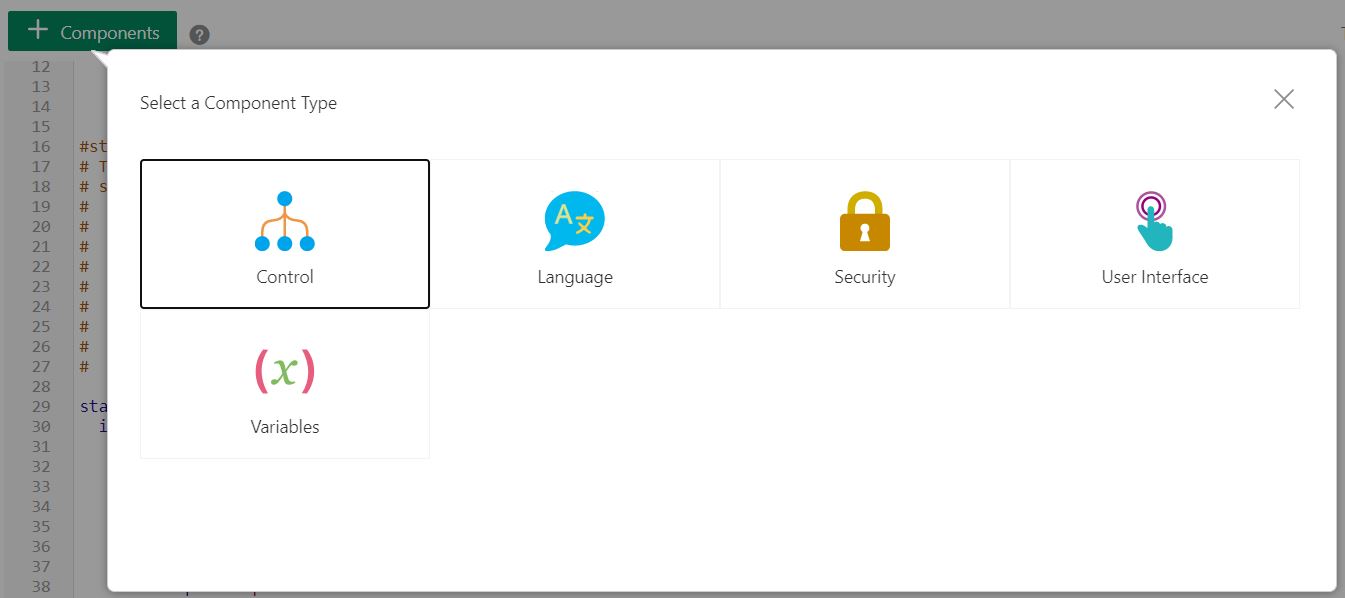 + Components ?
12
13
14
15
16 #st
17 # T
18 # s
19 #
20 #
21 #
22 #
23 #
24 #
25 #
26 #
27 #
28
29 sta
30 i
31
32
33
34
35
36
37
38
Select a Component Type
Control
Language
Security
User Interface
Variables